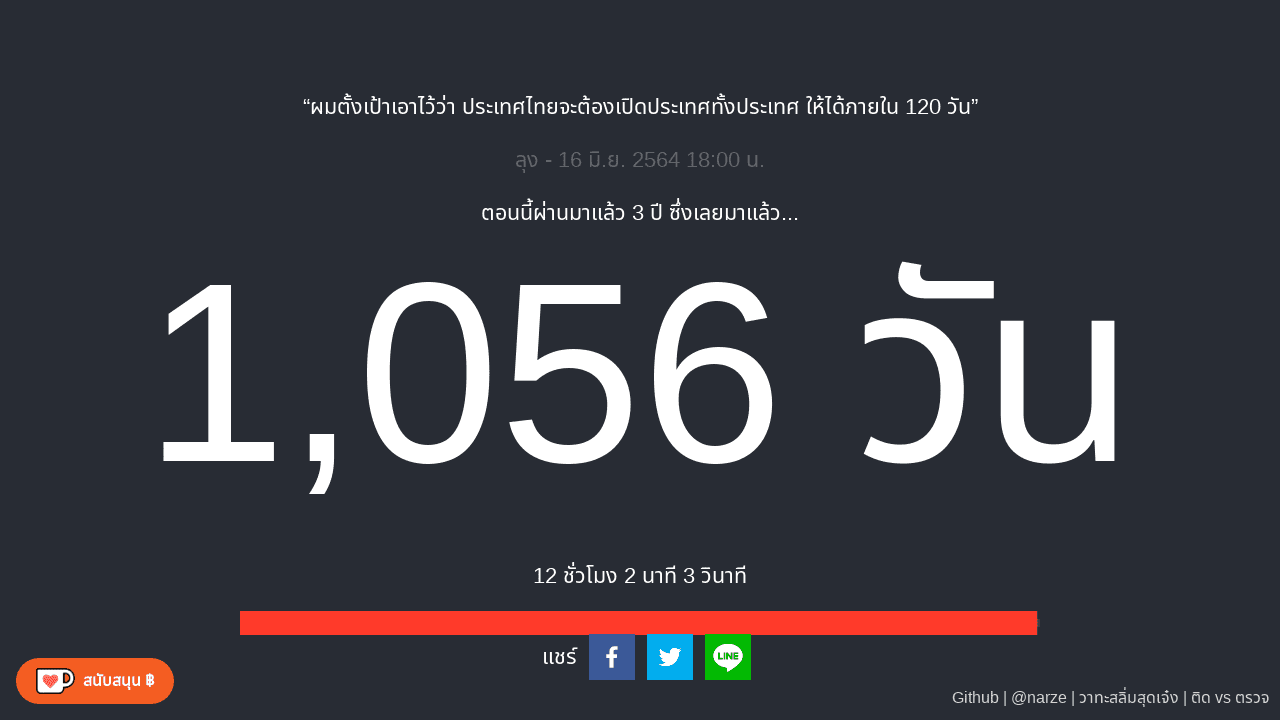 “ผมตั้งเป้าเอาไว้ว่า ประเทศไทยจะต้องเปิดประเทศทั้งประเทศ ให้ได้ภายใน 120 วัน”
ลุง - 16 มิ.ย. 2564 18:00 น.
ตอนนี้ผ่านมาแล้ว 3 ปี ซึ่งเลยมาแล้ว...
1,056 วัน
12 ชั่วโมง 2 นาที 3 วินาที
แชร์
LINE
สนับสนุน ฿
Github | @narze | วาทะสลิ่มสุดเจ๋ง | ติด vs ตรวจ